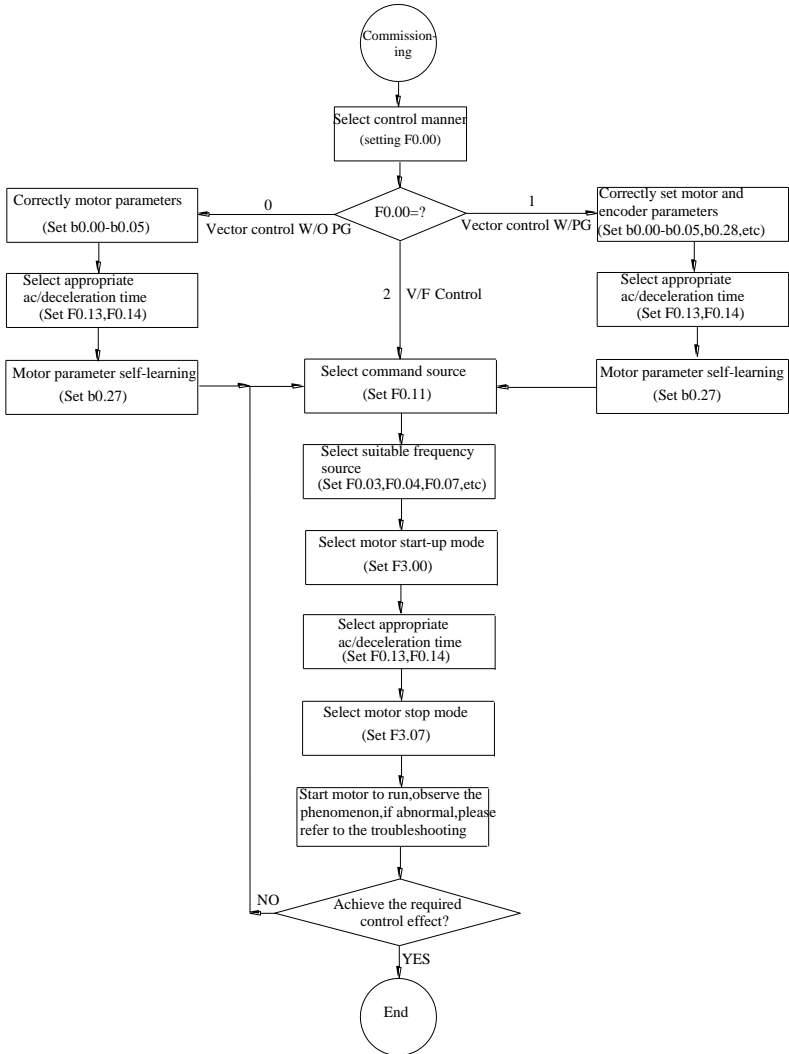 Commission-
ing
Select control manner
(setting F0.00)
F0.00=?
0
Vector control W/O PG
1
Vector control W/PG
2 V/F Control
Correctly motor parameters
(Set b0.00-b0.05)
Select appropriate
ac/deceleration time
(Set F0.13,F0.14)
Motor parameter self-learning
(Set b0.27)
Correctly set motor and
encoder parameters
(Set b0.00-b0.05,b0.28,etc)
Select appropriate
ac/deceleration time
(Set F0.13,F0.14)
Motor parameter self-learning
(Set b0.27)
Select command source
(Set F0.11)
Select suitable frequency
source
(Set F0.03,F0.04,F0.07,etc)
Select motor start-up mode
(Set F3.00)
Select appropriate
ac/deceleration time
(Set F0.13,F0.14)
Select motor stop mode
(Set F3.07)
Start motor to run,observe the
phenomenon,if abnormal,please
refer to the troubleshooting
NO
Achieve the required
control effect?
YES
End